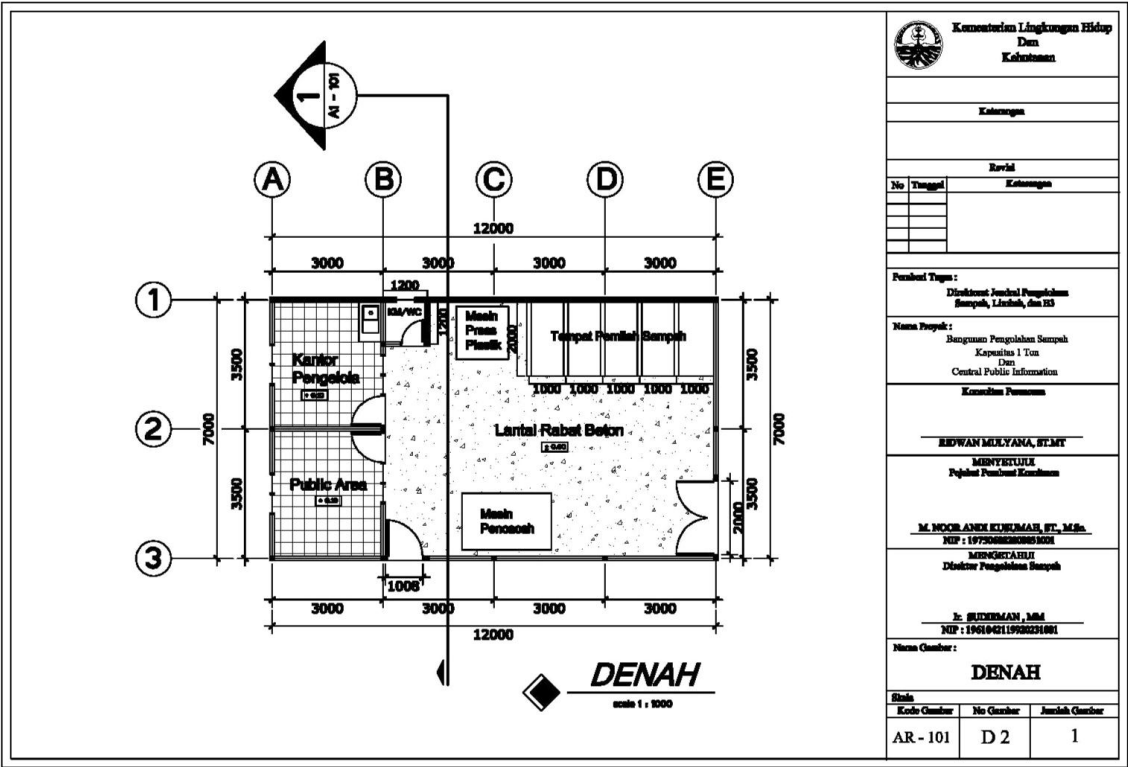 1
A1 - 101
A
B
C
D
E
12000
3000
3000
3000
3000
1200
1
2
3
KM/WC
1200
Mesin
Press
Plastik
2000
Tempat Pemilah Sampah
1000 1000 1000 1000 1000
Kantor
Pengelola
3500
7000
3500
Lantai Rabat Beton
± 0.00
Public Area
Mesin
Pencacah
3500
7000
3500
2000
1008
3000
3000
3000
3000
12000
DENAH
scale 1 : 1000
Kementerian Lingkungan Hidup
Dan
Kehutanan
Keterangan
Revisi
No Tanggal Keterangan
Pemberi Tugas :
Direktorat Jendral Pengelolaan
Sampah, Limbah, dan B3
Nama Proyek :
Bangunan Pengolahan Sampah
Kapasitas 1 Ton
Dan
Central Public Information
Konsultan Perencana
RIDWAN MULYANA, ST.MT
MENYETUJUI
Pejabat Pembuat Komitmen
M. NOOR ANDI KUSUMAH, ST., M.Sc.
NIP :
MENGETAHUI
Direktur Pengelolaan Sampah
Ir. SUDIRMAN , MM
NIP :
Nama Gambar :
DENAH
Skala
Kode Gambar No Gambar Jumlah Gambar
AR - 101 D 2 1